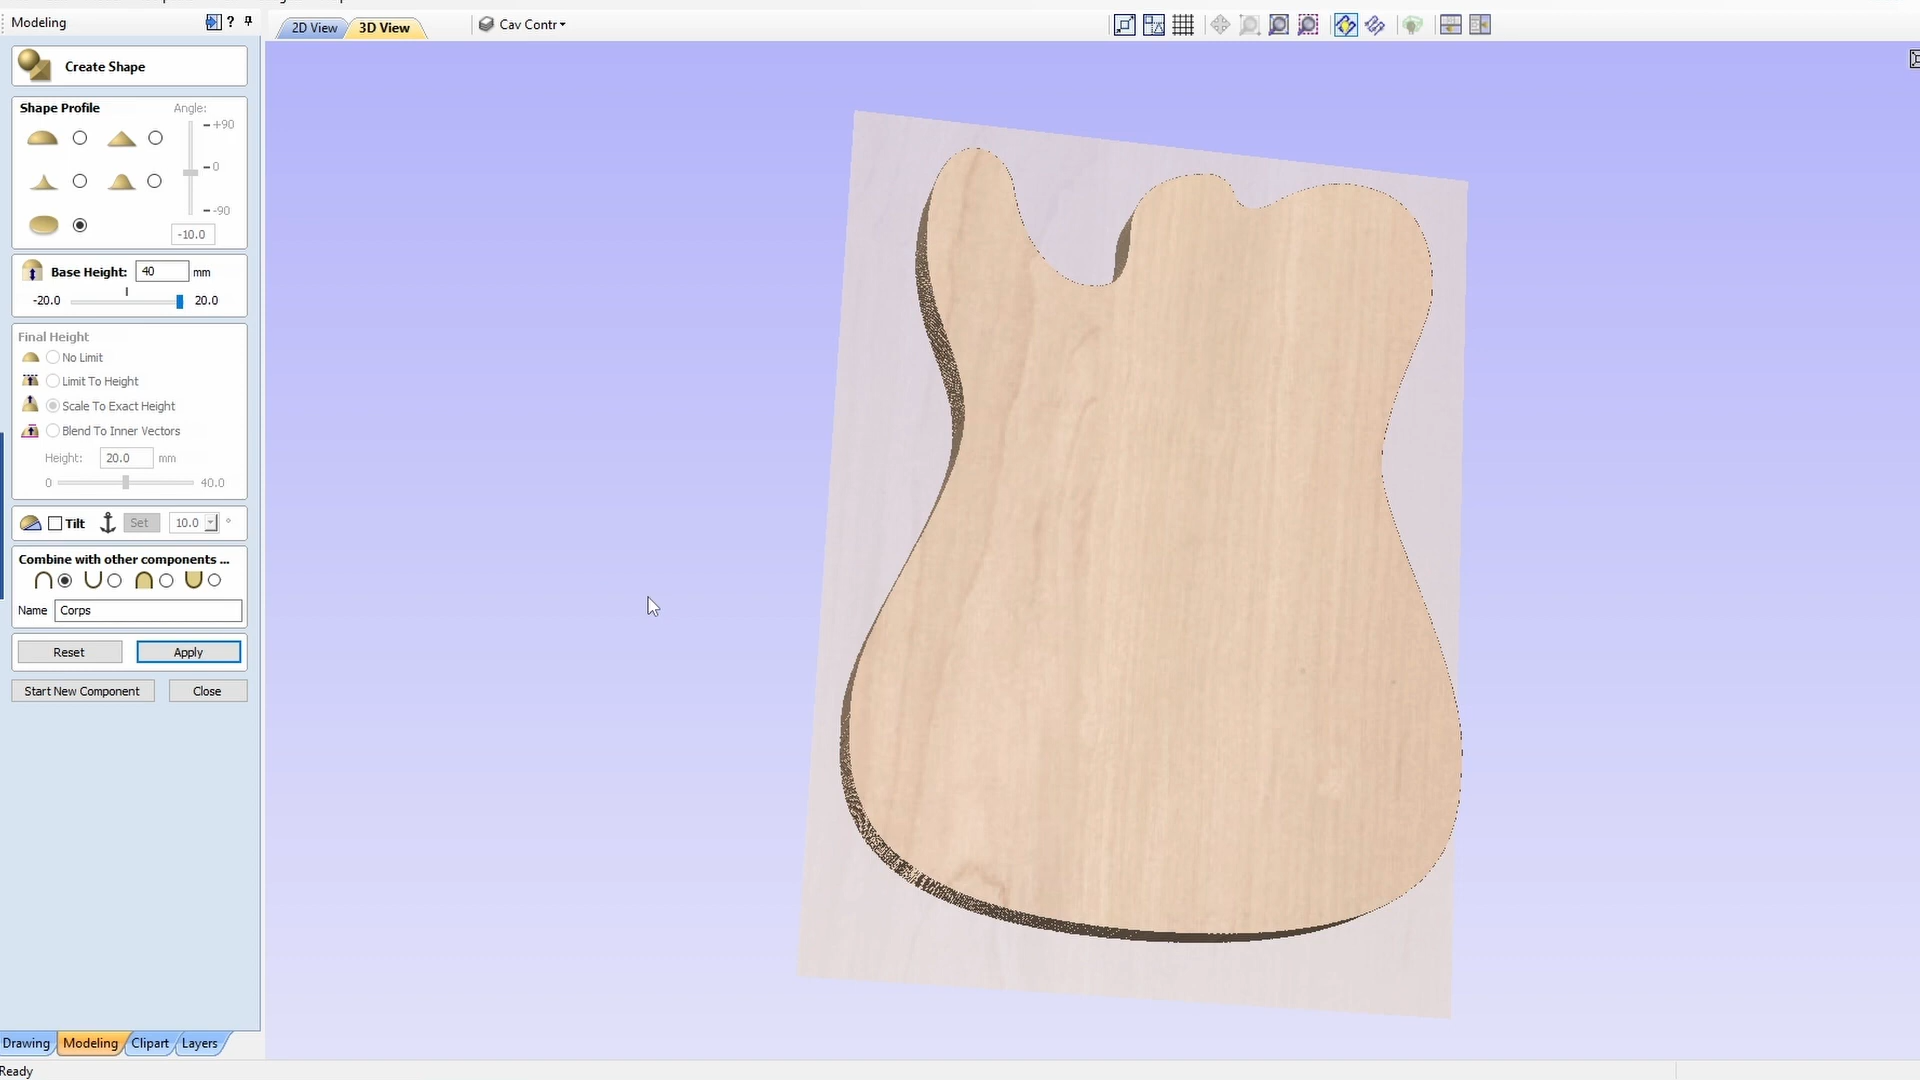 Modeling
?
2D View
3D View
Cav Contr
Create Shape
Shape Profile
Angle:
+90
0
-90
-10.0
Base Height:
40
mm
-20.0
20.0
Final Height
No Limit
Limit To Height
Scale To Exact Height
Blend To Inner Vectors
Height:
20.0
mm
0
40.0
Tilt
Set
10.0
°
Combine with other components ...
Name
Corps
Reset
Apply
Start New Component
Close
Drawing
Modeling
Clipart
Layers
Ready